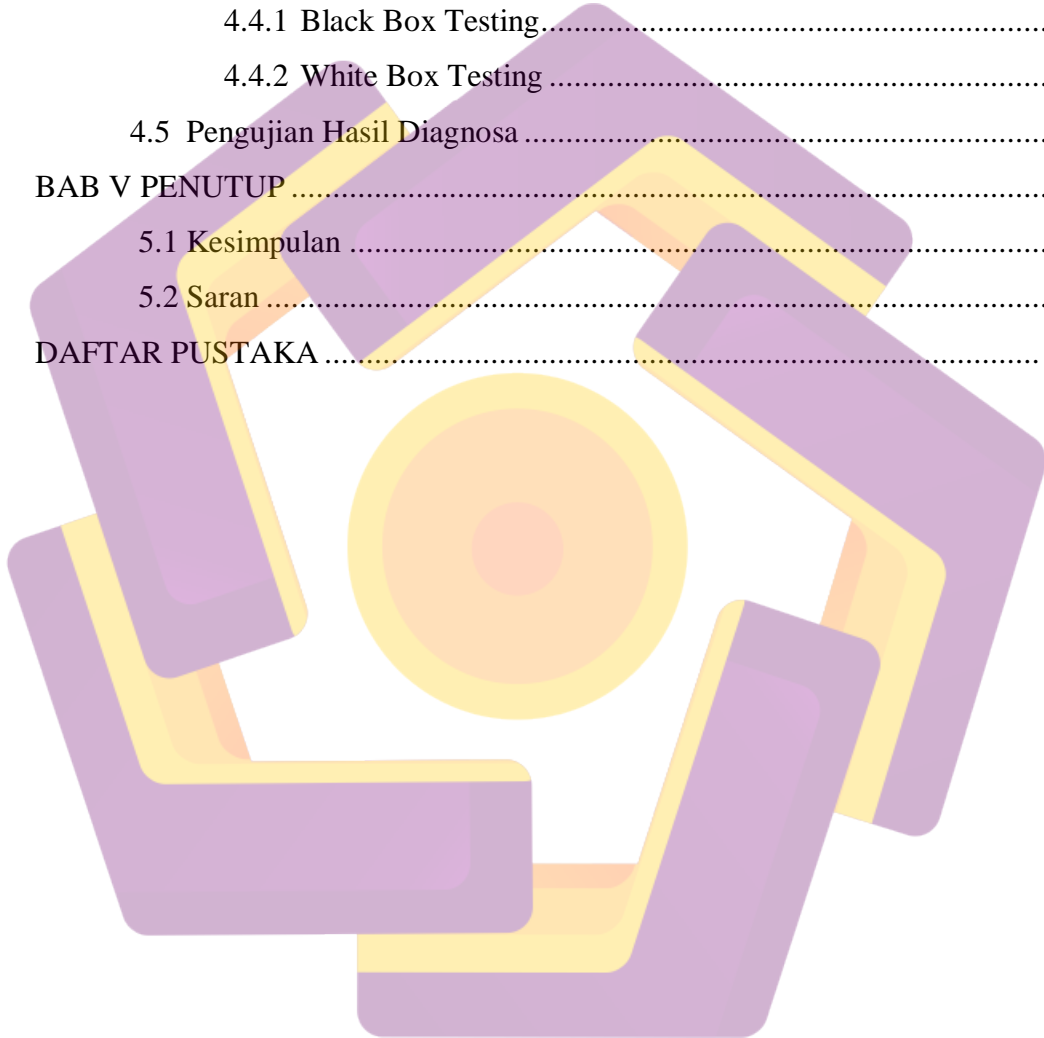 4.4.1 Black Box Testing................................................................
4.4.2 White Box Testing ...............................................................
4.5 Pengujian Hasil Diagnosa ..................................................................
BAB V PENUTUP ................................................................................................
5.1 Kesimpulan ............................................................................................
5.2 Saran .......................................................................................................
DAFTAR PUSTAKA ............................................................................................